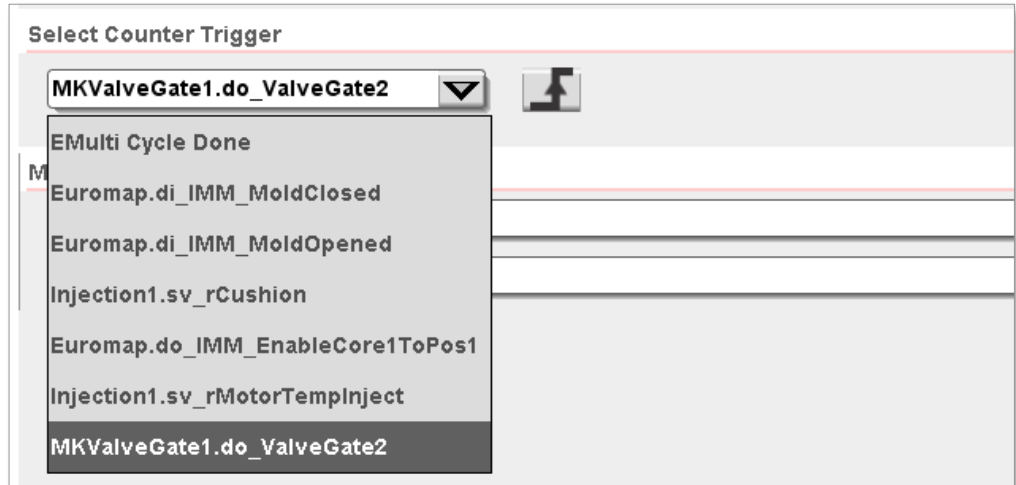 Select Counter Trigger
MKValveGate1.do_ValveGate2
EMulti Cycle Done
M
Euromap.di_IMM_MoldClosed
Euromap.di_IMM_MoldOpened
Injection1.sv_rCushion
Euromap.do_IMM_EnableCore1ToPos1
Injection1.sv_rMotorTempInject
MKValveGate1.do_ValveGate2